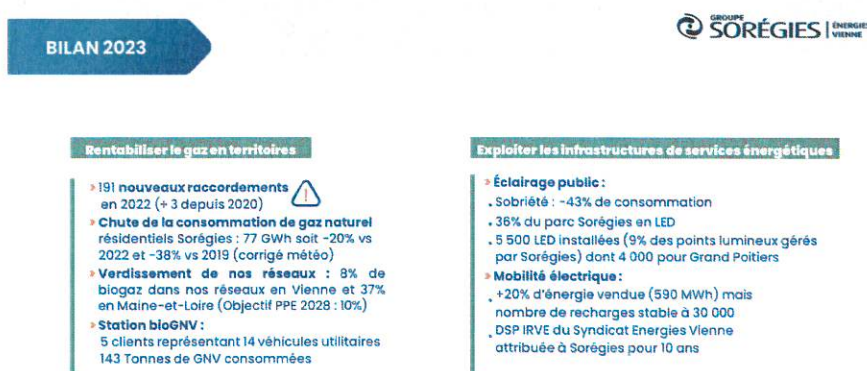 BILAN 2023
GROUPE
SORÉGIES
ÉNERGIES
VIENNE
Rentabiliser le gaz en territoires
› 191 nouveaux raccordements
en 2022 (+ 3 depuis 2020)
› Chute de la consommation de gaz naturel
résidentiels Sorégies : 77 GWh soit -20% vs
2022 et -38% vs 2019 (corrigé météo)
› Verdissement de nos réseaux : 8% de
biogaz dans nos réseaux en Vienne et 37%
en Maine-et-Loire (Objectif PPE 2028 : 10%)
› Station bioGNV :
5 clients représentant 14 véhicules utilitaires
143 Tonnes de GNV consommées
Exploiter les infrastructures de services énergétiques
› Éclairage public :
. Sobriété : -43% de consommation
. 36% du parc Sorégies en LED
. 5 500 LED installées (9% des points lumineux gérés
par Sorégies) dont 4 000 pour Grand Poitiers
› Mobilité électrique :
. +20% d'énergie vendue (590 MWh) mais
nombre de recharges stable à 30 000
. DSP IRVE du Syndicat Energies Vienne
attribuée à Sorégies pour 10 ans